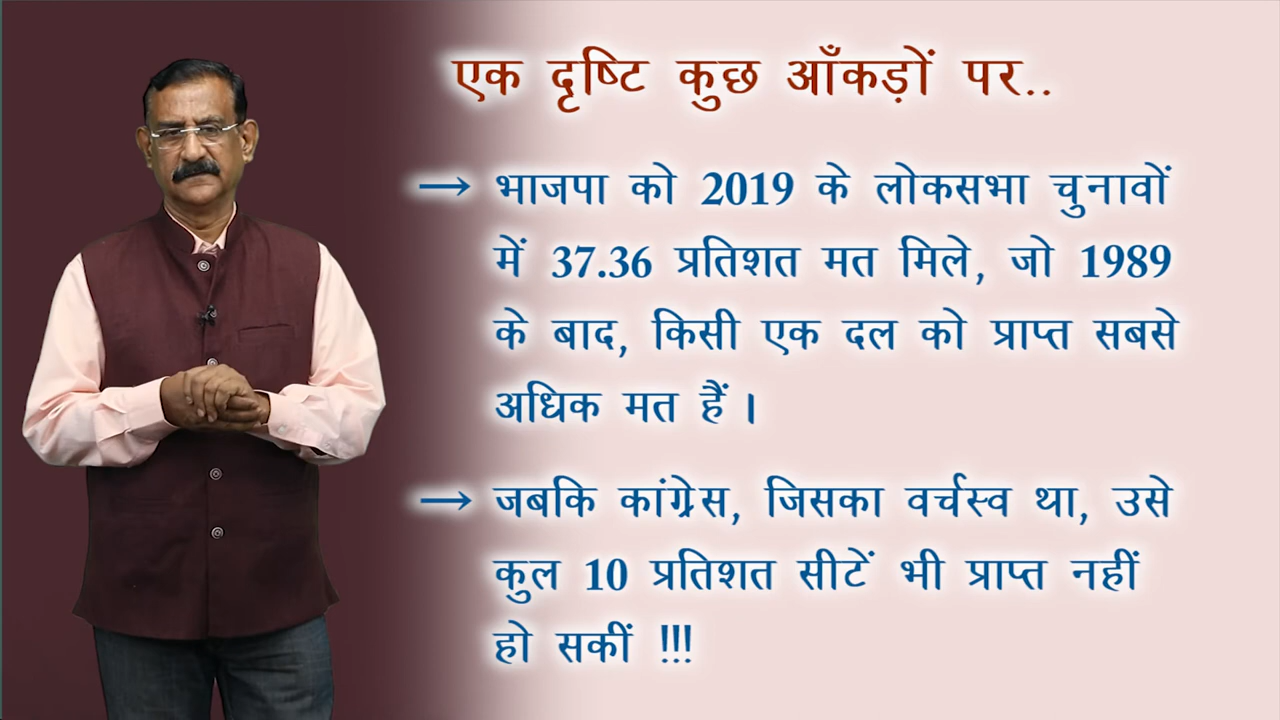 एक दृष्टि कुछ आँकड़ों पर..
→ भाजपा को 2019 के लोकसभा चुनावों
में 37.36 प्रतिशत मत मिले, जो 1989
के बाद, किसी एक दल को प्राप्त सबसे
अधिक मत हैं ।
→ जबकि कांग्रेस, जिसका वर्चस्व था, उसे
कुल 10 प्रतिशत सीटें भी प्राप्त नहीं
हो सकीं !!!